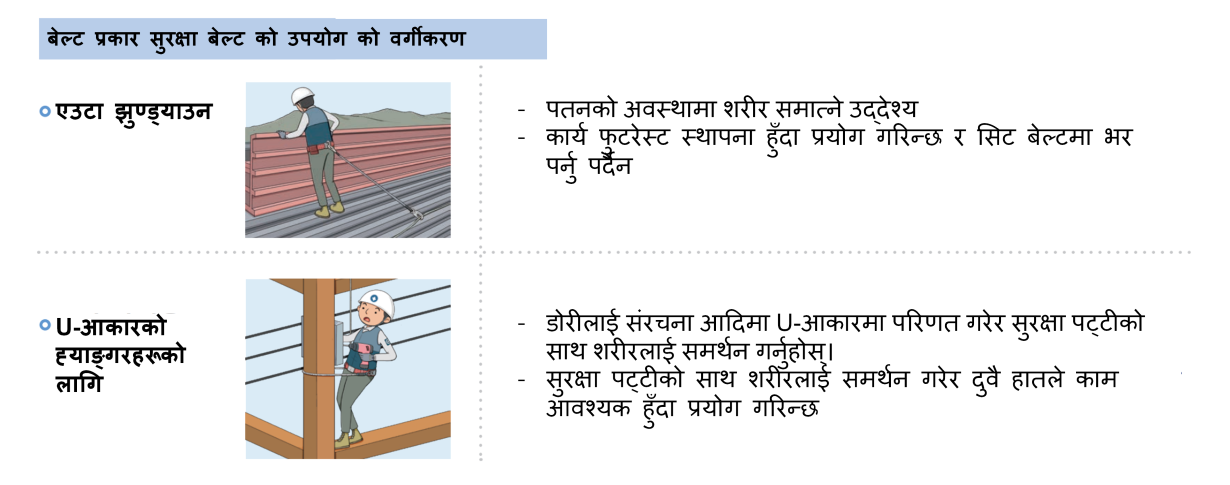 बेल्ट प्रकार सुरक्षा बेल्ट को उपयोग को वर्गीकरण
एउटा झुण्ड्याउन
- पतनको अवस्थामा शरीर समात्ने उद्देश्य
- कार्य फुटरेस्ट स्थापना हुँदा प्रयोग गरिन्छ र सिट बेल्टमा भर
पर्नु पर्दैन
U-आकारको
ह्याङ्गरहरूको
लागि
- डोरीलाई संरचना आदिमा U-आकारमा परिणत गरेर सुरक्षा पट्टीको
साथ शरीरलाई समर्थन गर्नुहोस्।
- सुरक्षा पट्टीको साथ शरीरलाई समर्थन गरेर दुवै हातले काम
आवश्यक हुँदा प्रयोग गरिन्छ